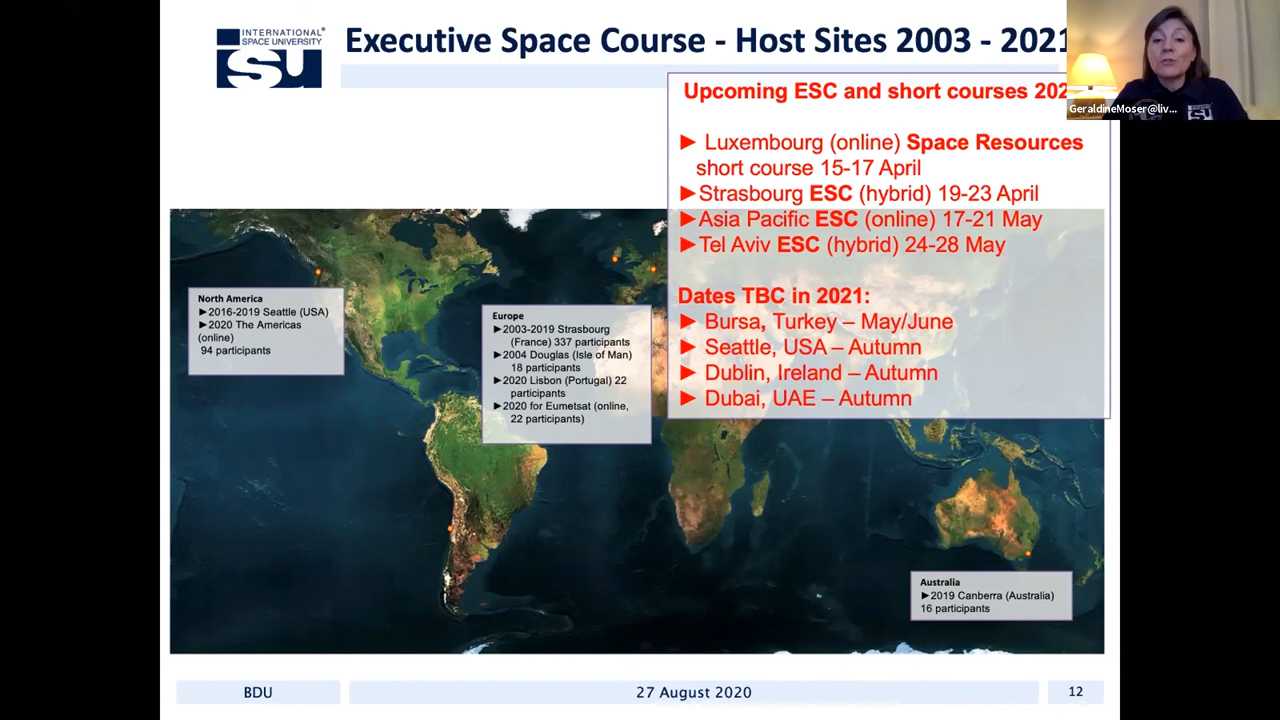 INTERNATIONAL®
SPACE UNIVERSITY
isu
Executive Space Course - Host Sites 2003 - 2021
Upcoming ESC and short courses 202
► Luxembourg (online) Space Resources
short course 15-17 April
►Strasbourg ESC (hybrid) 19-23 April
►Asia Pacific ESC (online) 17-21 May
►Tel Aviv ESC (hybrid) 24-28 May
Dates TBC in 2021:
► Bursa, Turkey – May/June
► Seattle, USA – Autumn
► Dublin, Ireland – Autumn
► Dubai, UAE – Autumn
GeraldineMoser@liv...
North America
►2016-2019 Seattle (USA)
►2020 The Americas
(online)
94 participants
Europe
►2003-2019 Strasbourg
(France) 337 participants
►2004 Douglas (Isle of Man)
18 participants
►2020 Lisbon (Portugal) 22
participants
►2020 for Eumetsat (online,
22 participants)
Australia
►2019 Canberra (Australia)
16 participants
BDU
27 August 2020
12